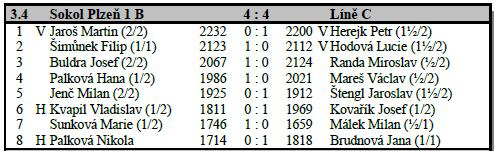 3.4 Sokol Plzeň 1 B 4 : 4 Líně C
1 V Jaroš Martin (2/2) 2232 0 : 1 2200 V Herejk Petr (1½/2)
2 Šimůnek Filip (1/1) 2123 1 : 0 2112 V Hodová Lucie (1½/2)
3 Buldra Josef (2/2) 2067 1 : 0 2124 Randa Miroslav (½/2)
4 Palková Hana (1/2) 1986 1 : 0 2021 Mareš Václav (½/2)
5 Jenč Milan (2/2) 1925 0 : 1 1912 Štengl Jaroslav (1½/2)
6 H Kvapil Vladislav (1/2) 1811 0 : 1 1969 Kovařík Josef (1/2)
7 Sunková Marie (1/2) 1746 1 : 0 1659 Málek Milan (½/1)
8 H Palková Nikola 1714 0 : 1 1818 Brudnová Jana (1/1)